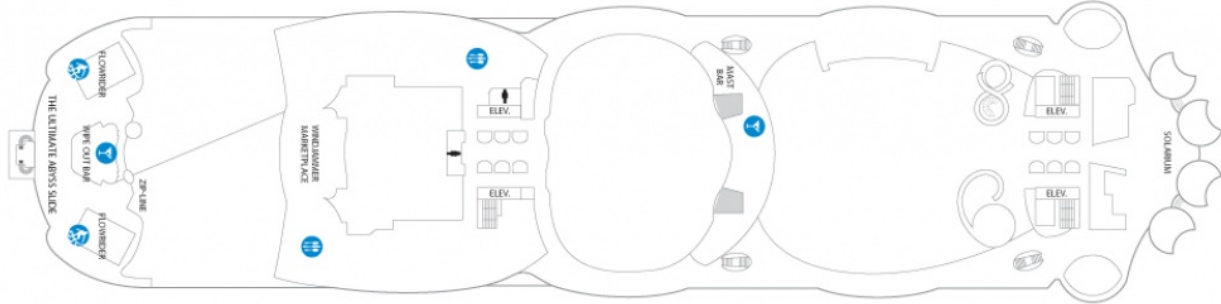 FLOWRIDER
THE ULTIMATE ABYSS SLIDE
WIPE OUT BAR
ZIP-LINE
FLOWRIDER
WINDJAMMER
MARKETPLACE
ELEV.
ELEV.
MAST
BAR
ELEV.
ELEV.
SOLARIUM